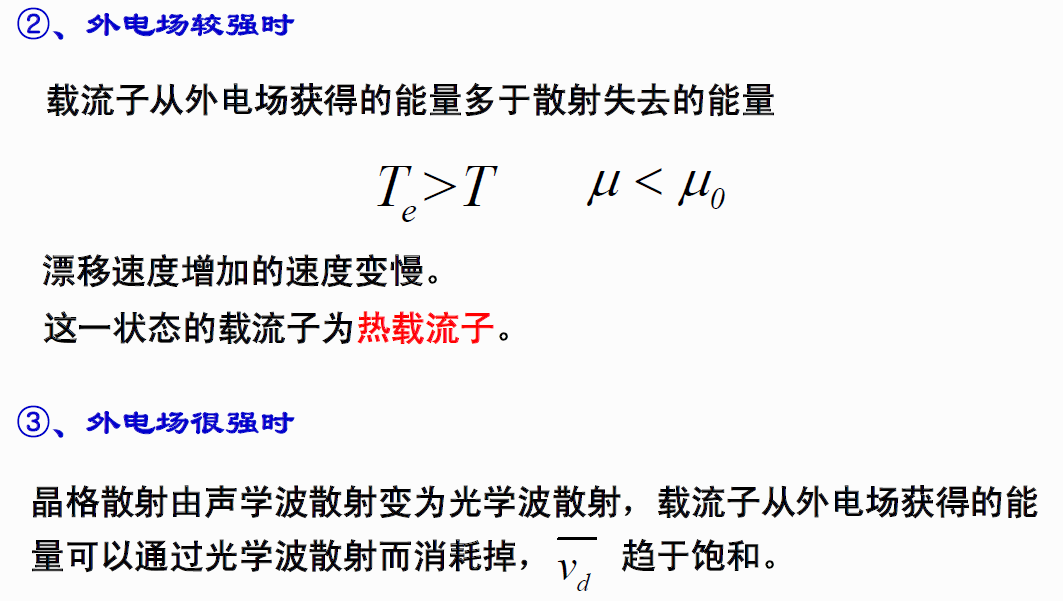 ②、外电场较强时
载流子从外电场获得的能量多于散射失去的能量
T_e > T    μ < μ_0
漂移速度增加的速度变慢。
这一状态的载流子为热载流子。
③、外电场很强时
晶格散射由声学波散射变为光学波散射，载流子从外电场获得的能
量可以通过光学波散射而消耗掉，\overline{v_d} 趋于饱和。